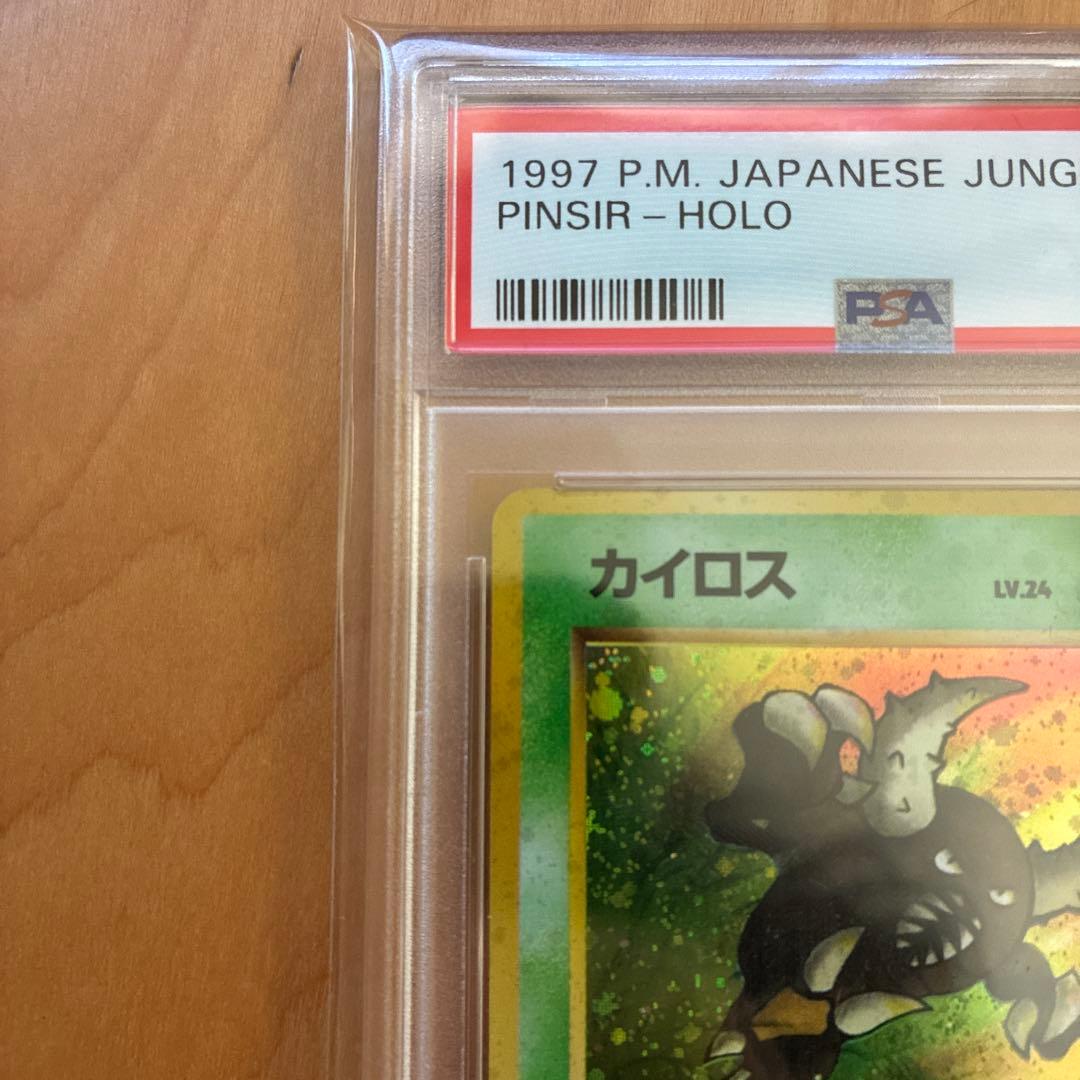 1997 P.M. JAPANESE JUNG
PINSIR – HOLO
PSA
カイロス
LV.24